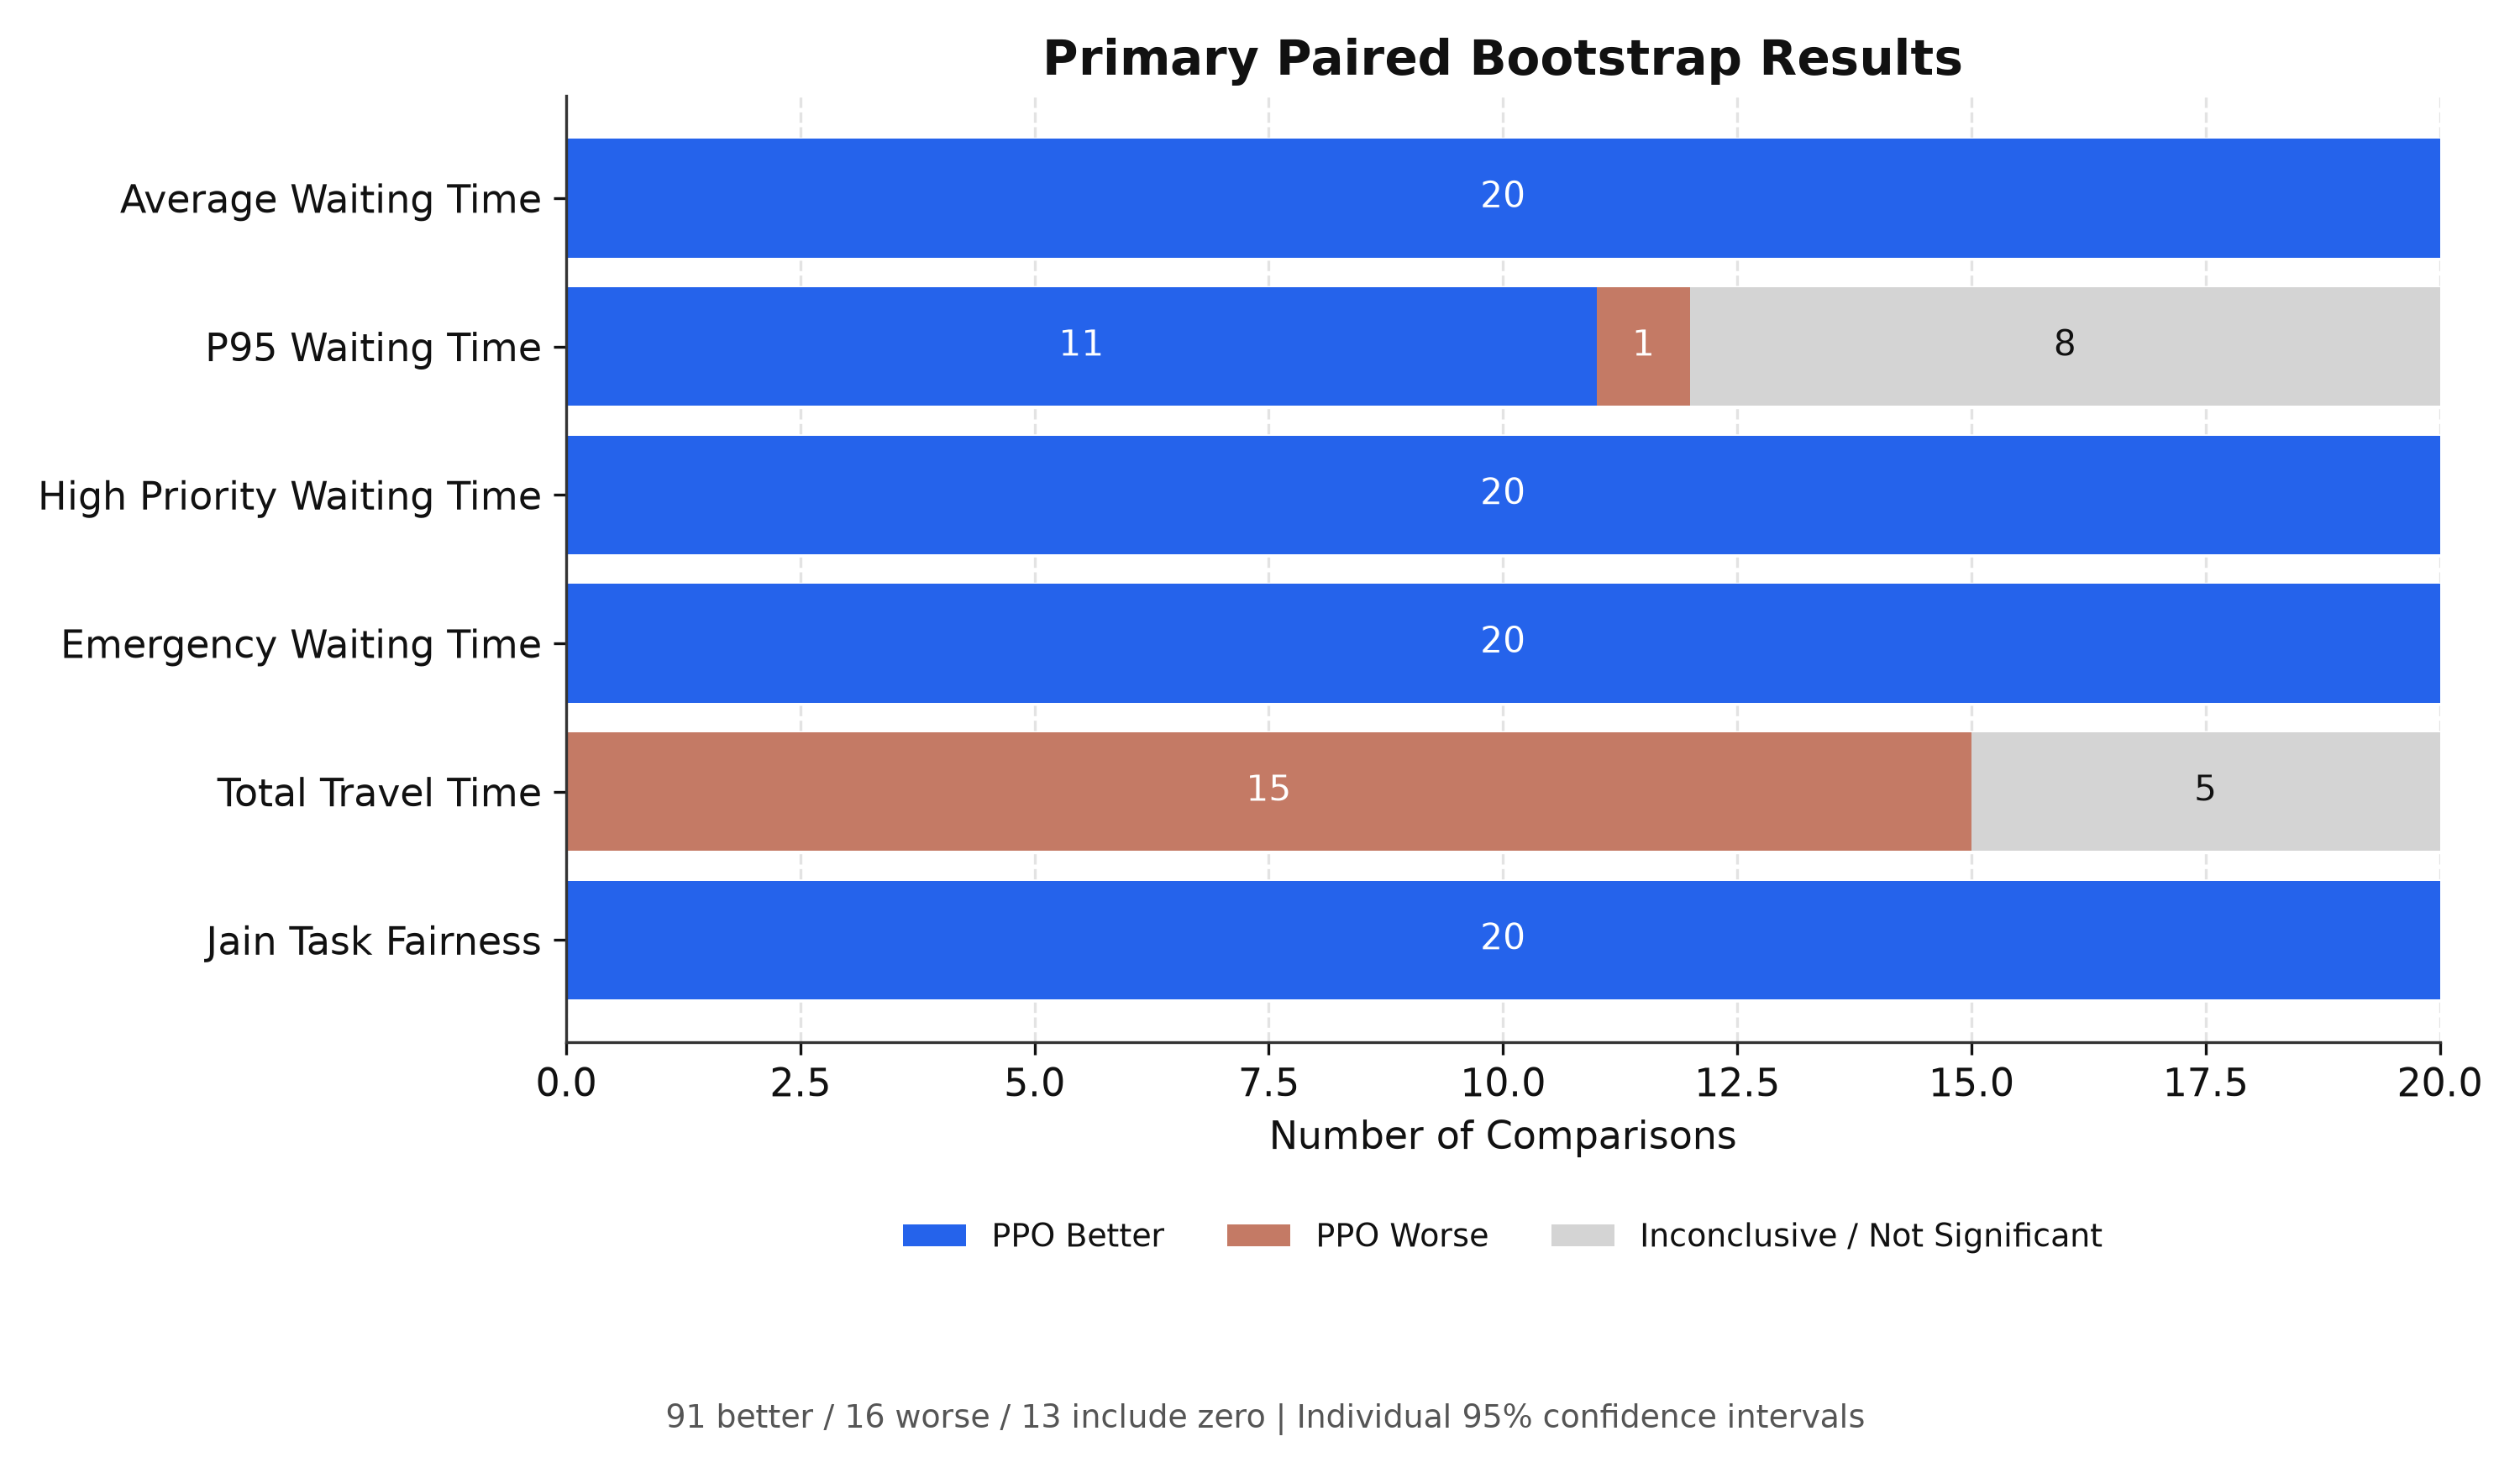 Primary Paired Bootstrap Results
Average Waiting Time
20
P95 Waiting Time
11
1
8
High Priority Waiting Time
20
Emergency Waiting Time
20
Total Travel Time
15
5
Jain Task Fairness
20
0.0 2.5 5.0 7.5 10.0 12.5 15.0 17.5 20.0
Number of Comparisons
PPO Better PPO Worse Inconclusive / Not Significant
91 better / 16 worse / 13 include zero | Individual 95% confidence intervals